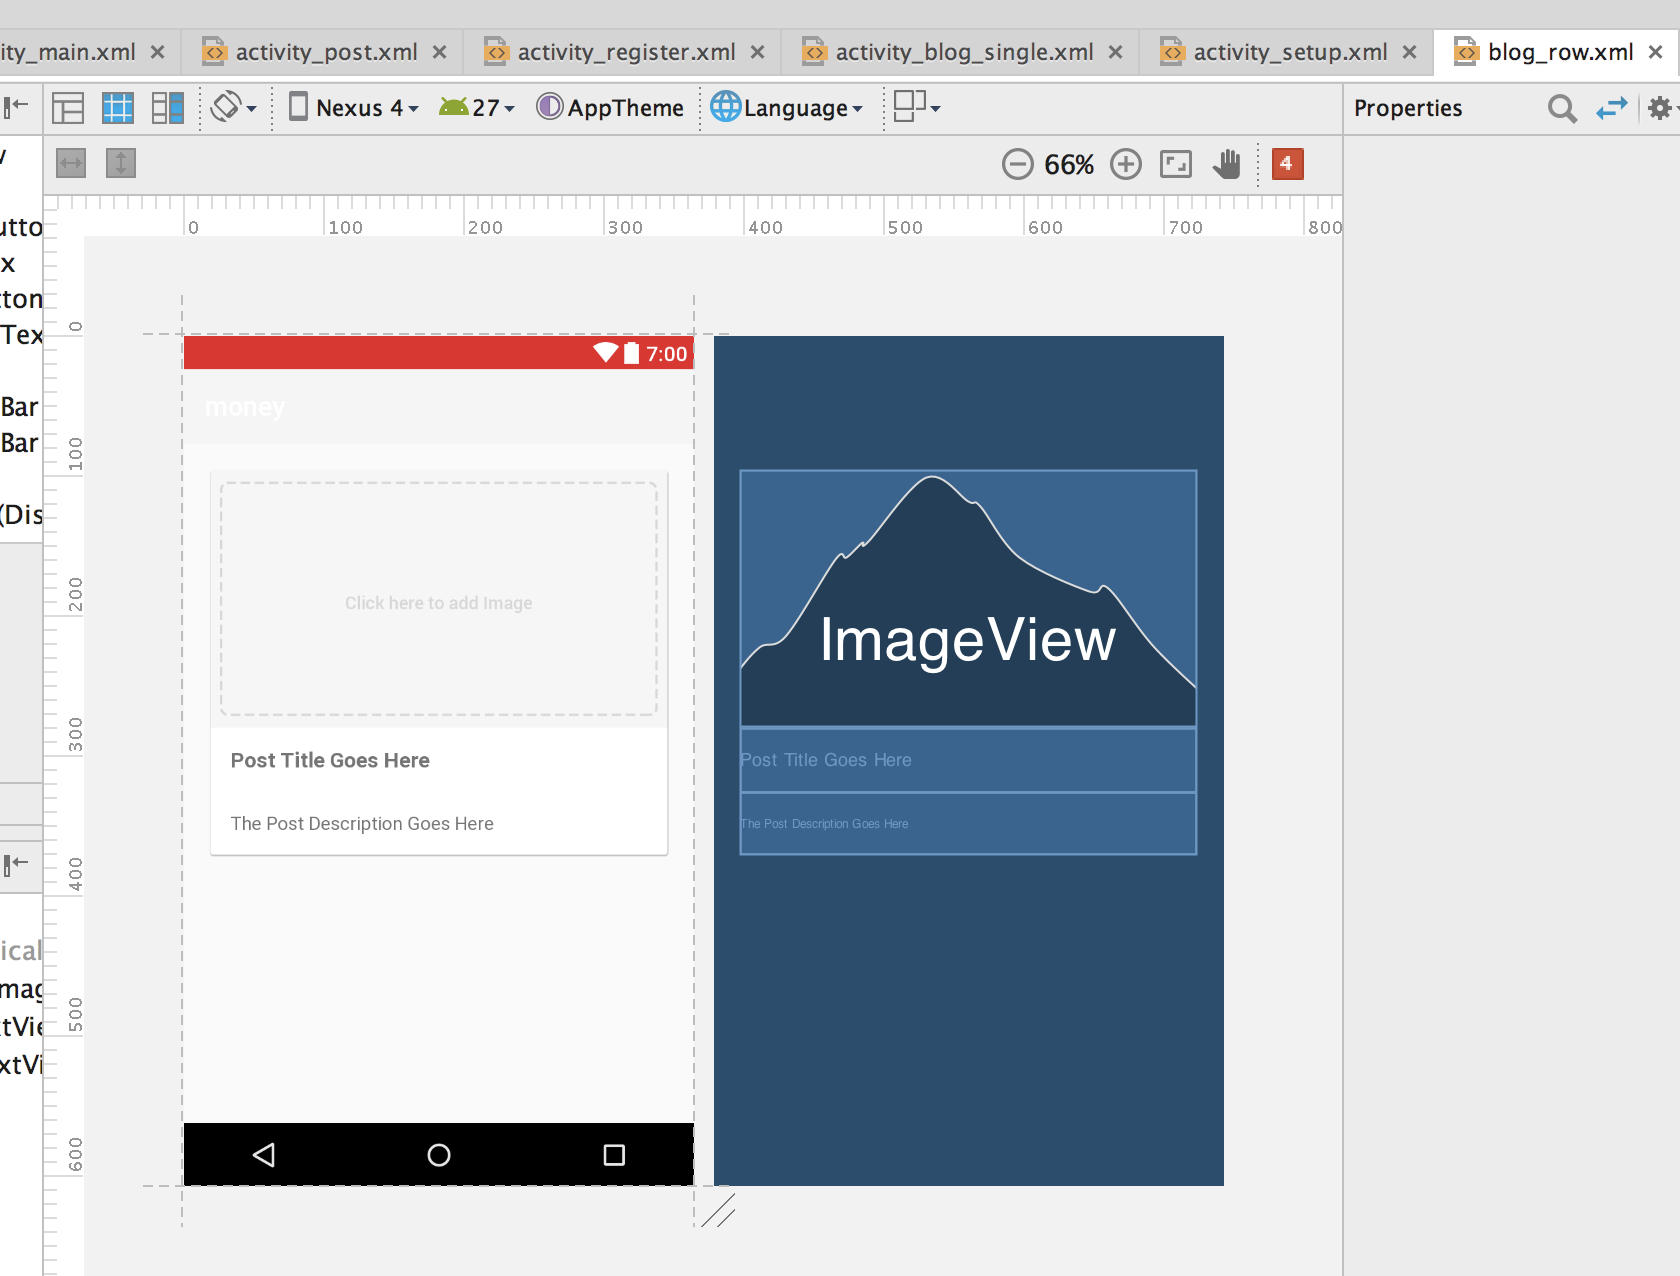 ity_main.xml activity_post.xml activity_register.xml activity_blog_single.xml activity_setup.xml blog_row.xml
Nexus 4 27 AppTheme Language Properties
66% 4
0 100 200 300 400 500 600 700 800
utto
x
tton
Tex
Bar
Bar
(Dis
ical
mag
tVie
xtVi
0
100
200
300
400
500
600
7:00
money
Click here to add Image
Post Title Goes Here
The Post Description Goes Here
ImageView
Post Title Goes Here
The Post Description Goes Here